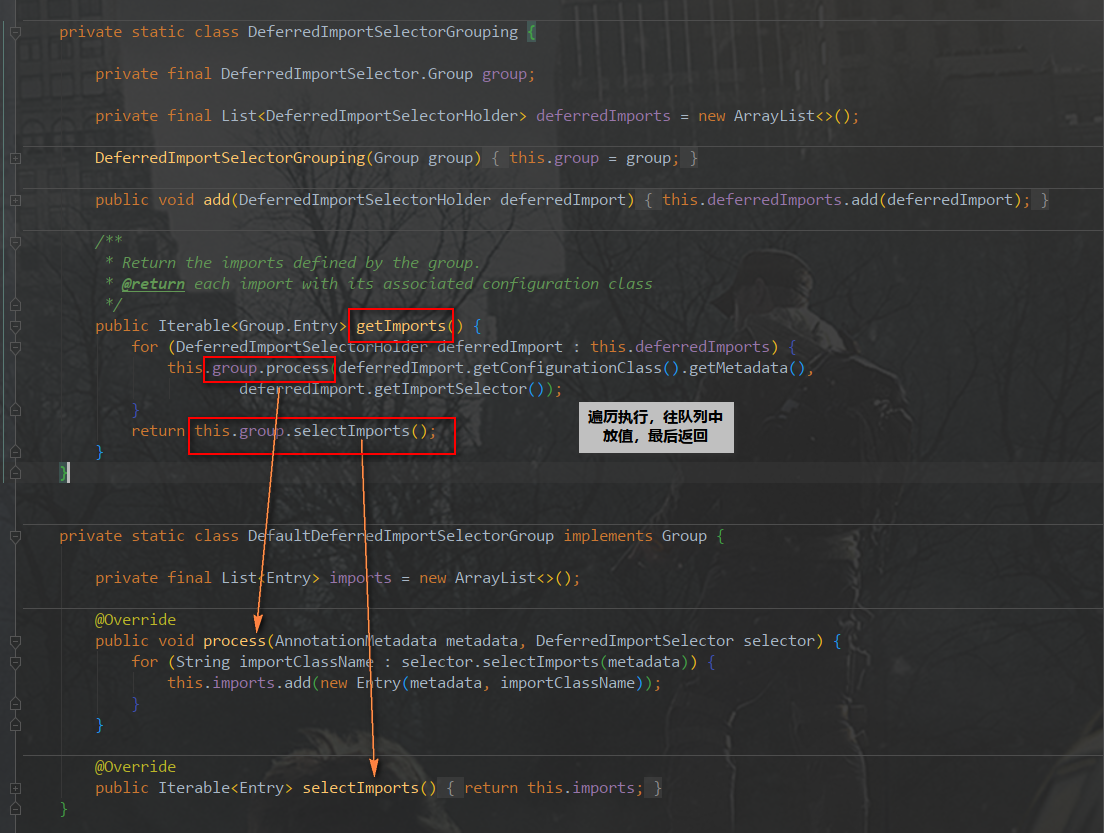 private static class DeferredImportSelectorGrouping {
private final DeferredImportSelector.Group group;
private final List<DeferredImportSelectorHolder> deferredImports = new ArrayList<>();
DeferredImportSelectorGrouping(Group group) { this.group = group; }
public void add(DeferredImportSelectorHolder deferredImport) { this.deferredImports.add(deferredImport); }
/**
* Return the imports defined by the group.
* @return each import with its associated configuration class
*/
public Iterable<Group.Entry> getImports() {
for (DeferredImportSelectorHolder deferredImport : this.deferredImports) {
this.group.process(deferredImport.getConfigurationClass().getMetadata(),
deferredImport.getImportSelector());
}
遍历执行，往队列中
放值，最后返回
return this.group.selectImports();
}
}
private static class DefaultDeferredImportSelectorGroup implements Group {
private final List<Entry> imports = new ArrayList<>();
@Override
public void process(AnnotationMetadata metadata, DeferredImportSelector selector) {
for (String importClassName : selector.selectImports(metadata)) {
this.imports.add(new Entry(metadata, importClassName));
}
}
@Override
public Iterable<Entry> selectImports() { return this.imports; }
}